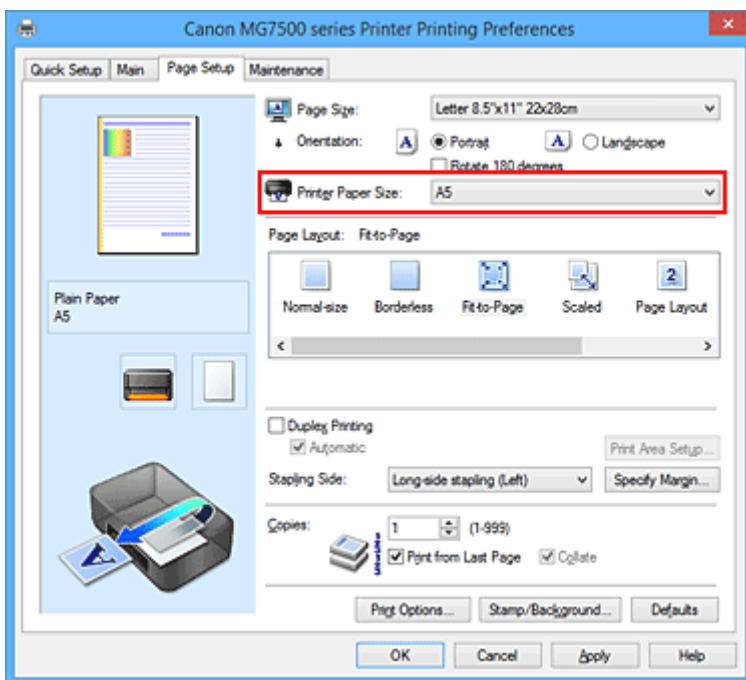 Canon MG7500 series Printer Printing Preferences
Quick Setup Main Page Setup Maintenance
Page Size: Letter 8.5"x11" 22x28cm
Orientation: A Portrait A Landscape
Rotate 180 degrees
Printer Paper Size: A5
Page Layout: Fit-to-Page
Normal-size Borderless Fit-to-Page Scaled Page Layout
Plain Paper
A5
Duplex Printing
Automatic
Print Area Setup...
Stapling Side: Long-side stapling (Left) Specify Margin...
Copies: 1 (1-999)
Print from Last Page Collate
Print Options... Stamp/Background... Defaults
OK Cancel Apply Help